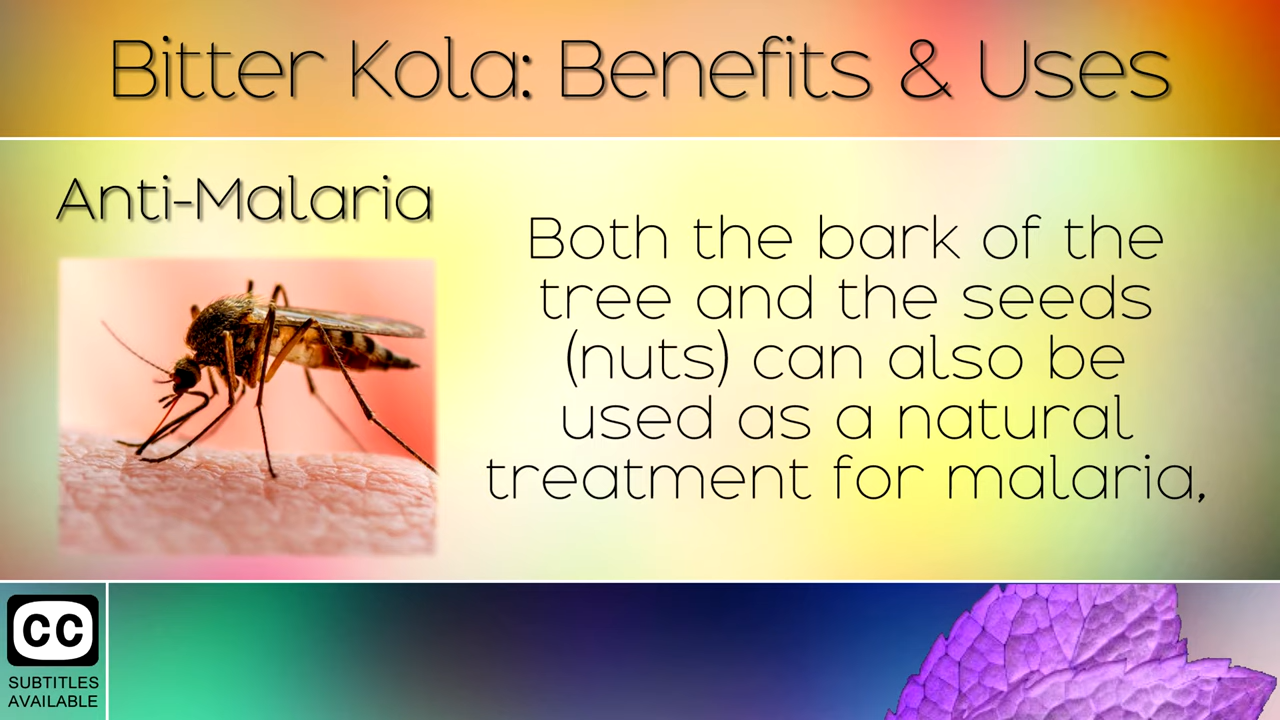 Bitter Kola: Benefits & Uses
Anti-Malaria
Both the bark of the
tree and the seeds
(nuts) can also be
used as a natural
treatment for malaria,
CC
SUBTITLES
AVAILABLE